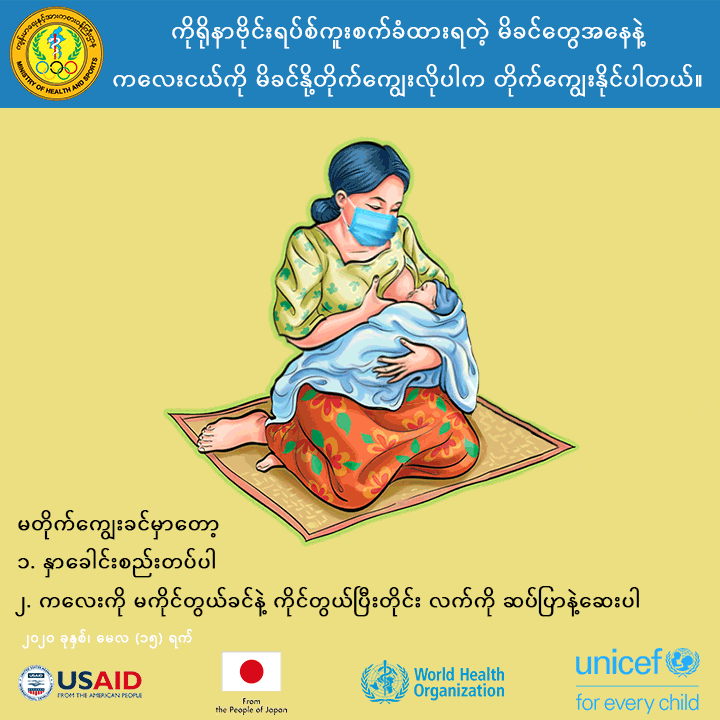 ကိုရိုနာဗိုင်းရပ်စ်ကူးစက်ခံထားရတဲ့ မိခင်တွေအနေနဲ့
ကလေးငယ်ကို မိခင်နို့တိုက်ကျွေးလိုပါက တိုက်ကျွေးနိုင်ပါတယ်။
MINISTRY OF HEALTH AND SPORTS
မတိုက်ကျွေးခင်မှာတော့
၁. နှာခေါင်းစည်းတပ်ပါ
၂. ကလေးကို မကိုင်တွယ်ခင်နဲ့ ကိုင်တွယ်ပြီးတိုင်း လက်ကို ဆပ်ပြာနဲ့ဆေးပါ
၂၀၂၀ ခုနှစ်၊ မေလ (၁၅) ရက်
USAID
FROM THE AMERICAN PEOPLE
From
the People of Japan
World Health
Organization
unicef
for every child